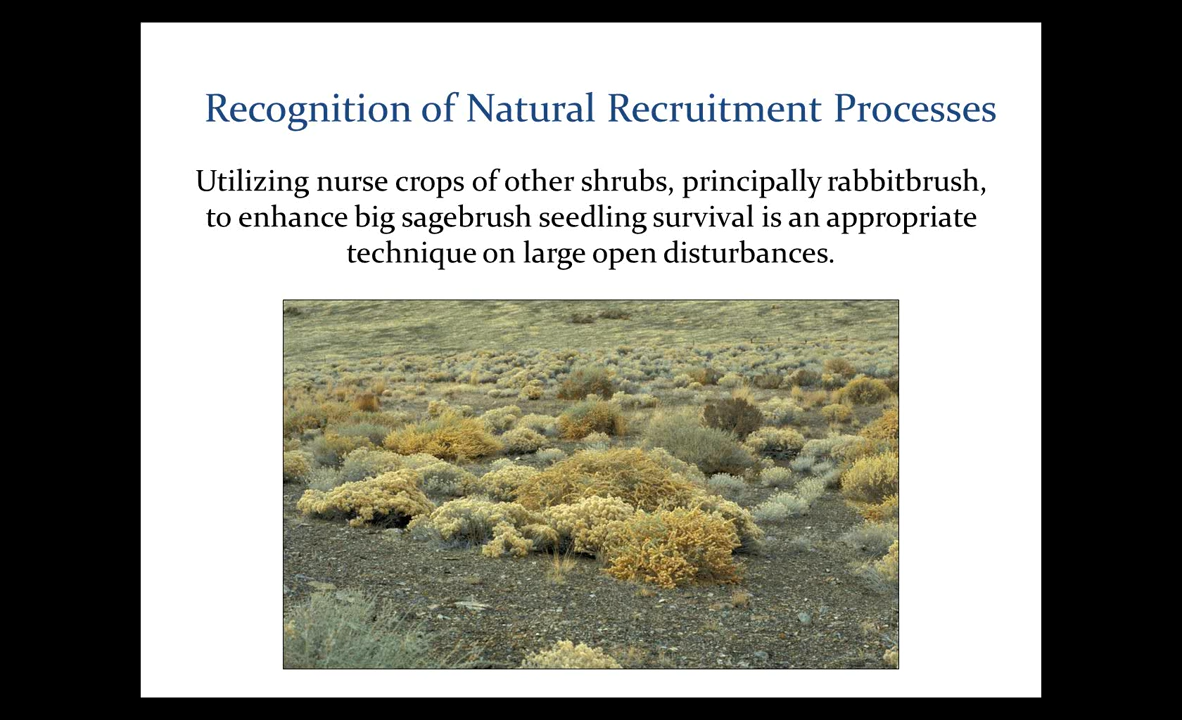 Recognition of Natural Recruitment Processes
Utilizing nurse crops of other shrubs, principally rabbitbrush,
to enhance big sagebrush seedling survival is an appropriate
technique on large open disturbances.